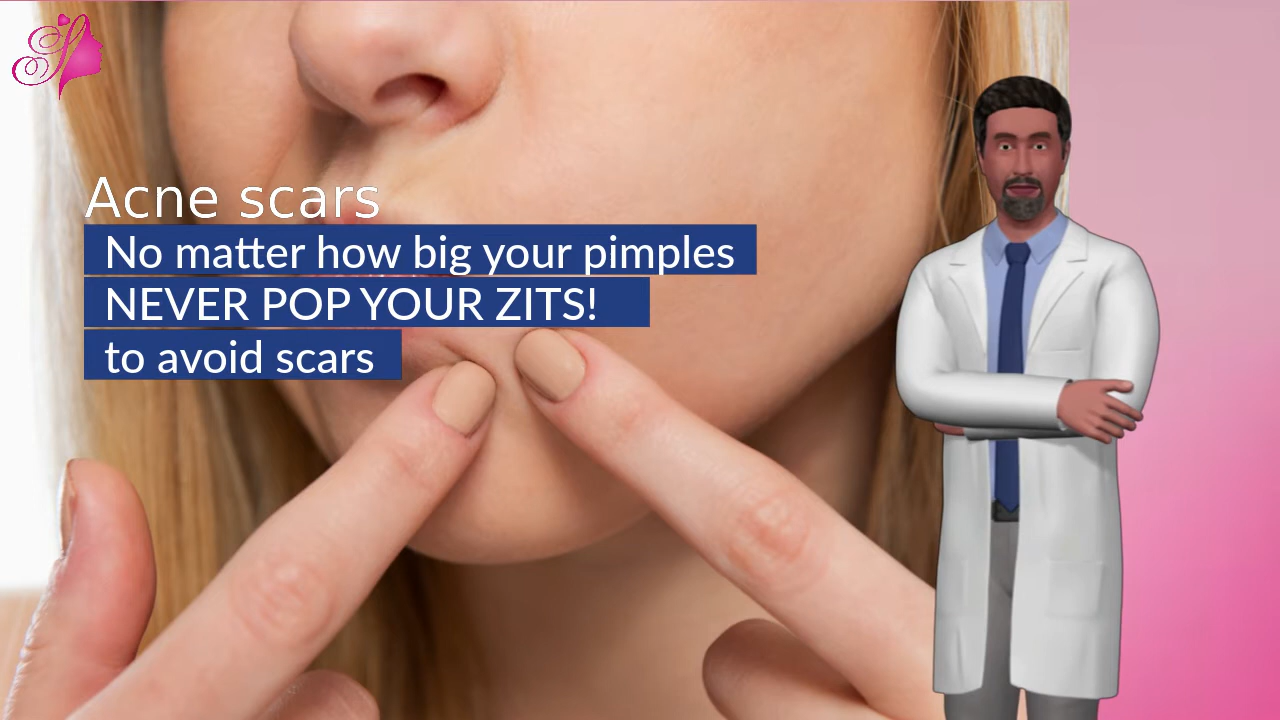 Acne scars
No matter how big your pimples
NEVER POP YOUR ZITS!
to avoid scars